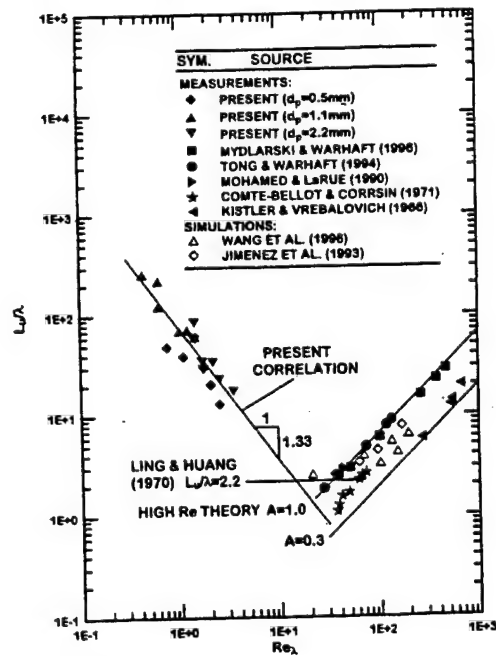 1E+5
1E+4
1E+3
1E+2
1E+1
1E+0
1E-1
Lu/λ
SYM. SOURCE
MEASUREMENTS:
◆ PRESENT (dp=0.5mm)
▲ PRESENT (dp=1.1mm)
▼ PRESENT (dp=2.2mm)
■ MYDLARSKI & WARHAFT (1996)
● TONG & WARHAFT (1994)
▶ MOHAMED & LaRUE (1990)
★ COMTE-BELLOT & CORRSIN (1971)
◀ KISTLER & VREBALOVICH (1966)
SIMULATIONS:
△ WANG ET AL. (1996)
◇ JIMENEZ ET AL. (1993)
PRESENT
CORRELATION
1
1.33
LING & HUANG
(1970) Lu/λ=2.2
HIGH Re THEORY A=1.0
A=0.3
1E-1 1E+0 1E+1 1E+2 1E+3
Reλ